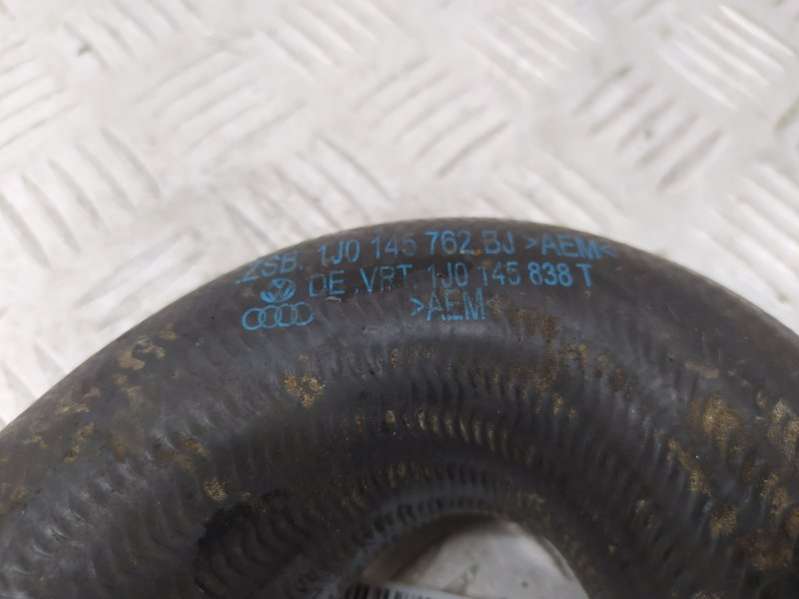 ZSB. 1J0 145 762 BJ >AEM<
DE.VRT. 1J0 145 838 T
>AEM